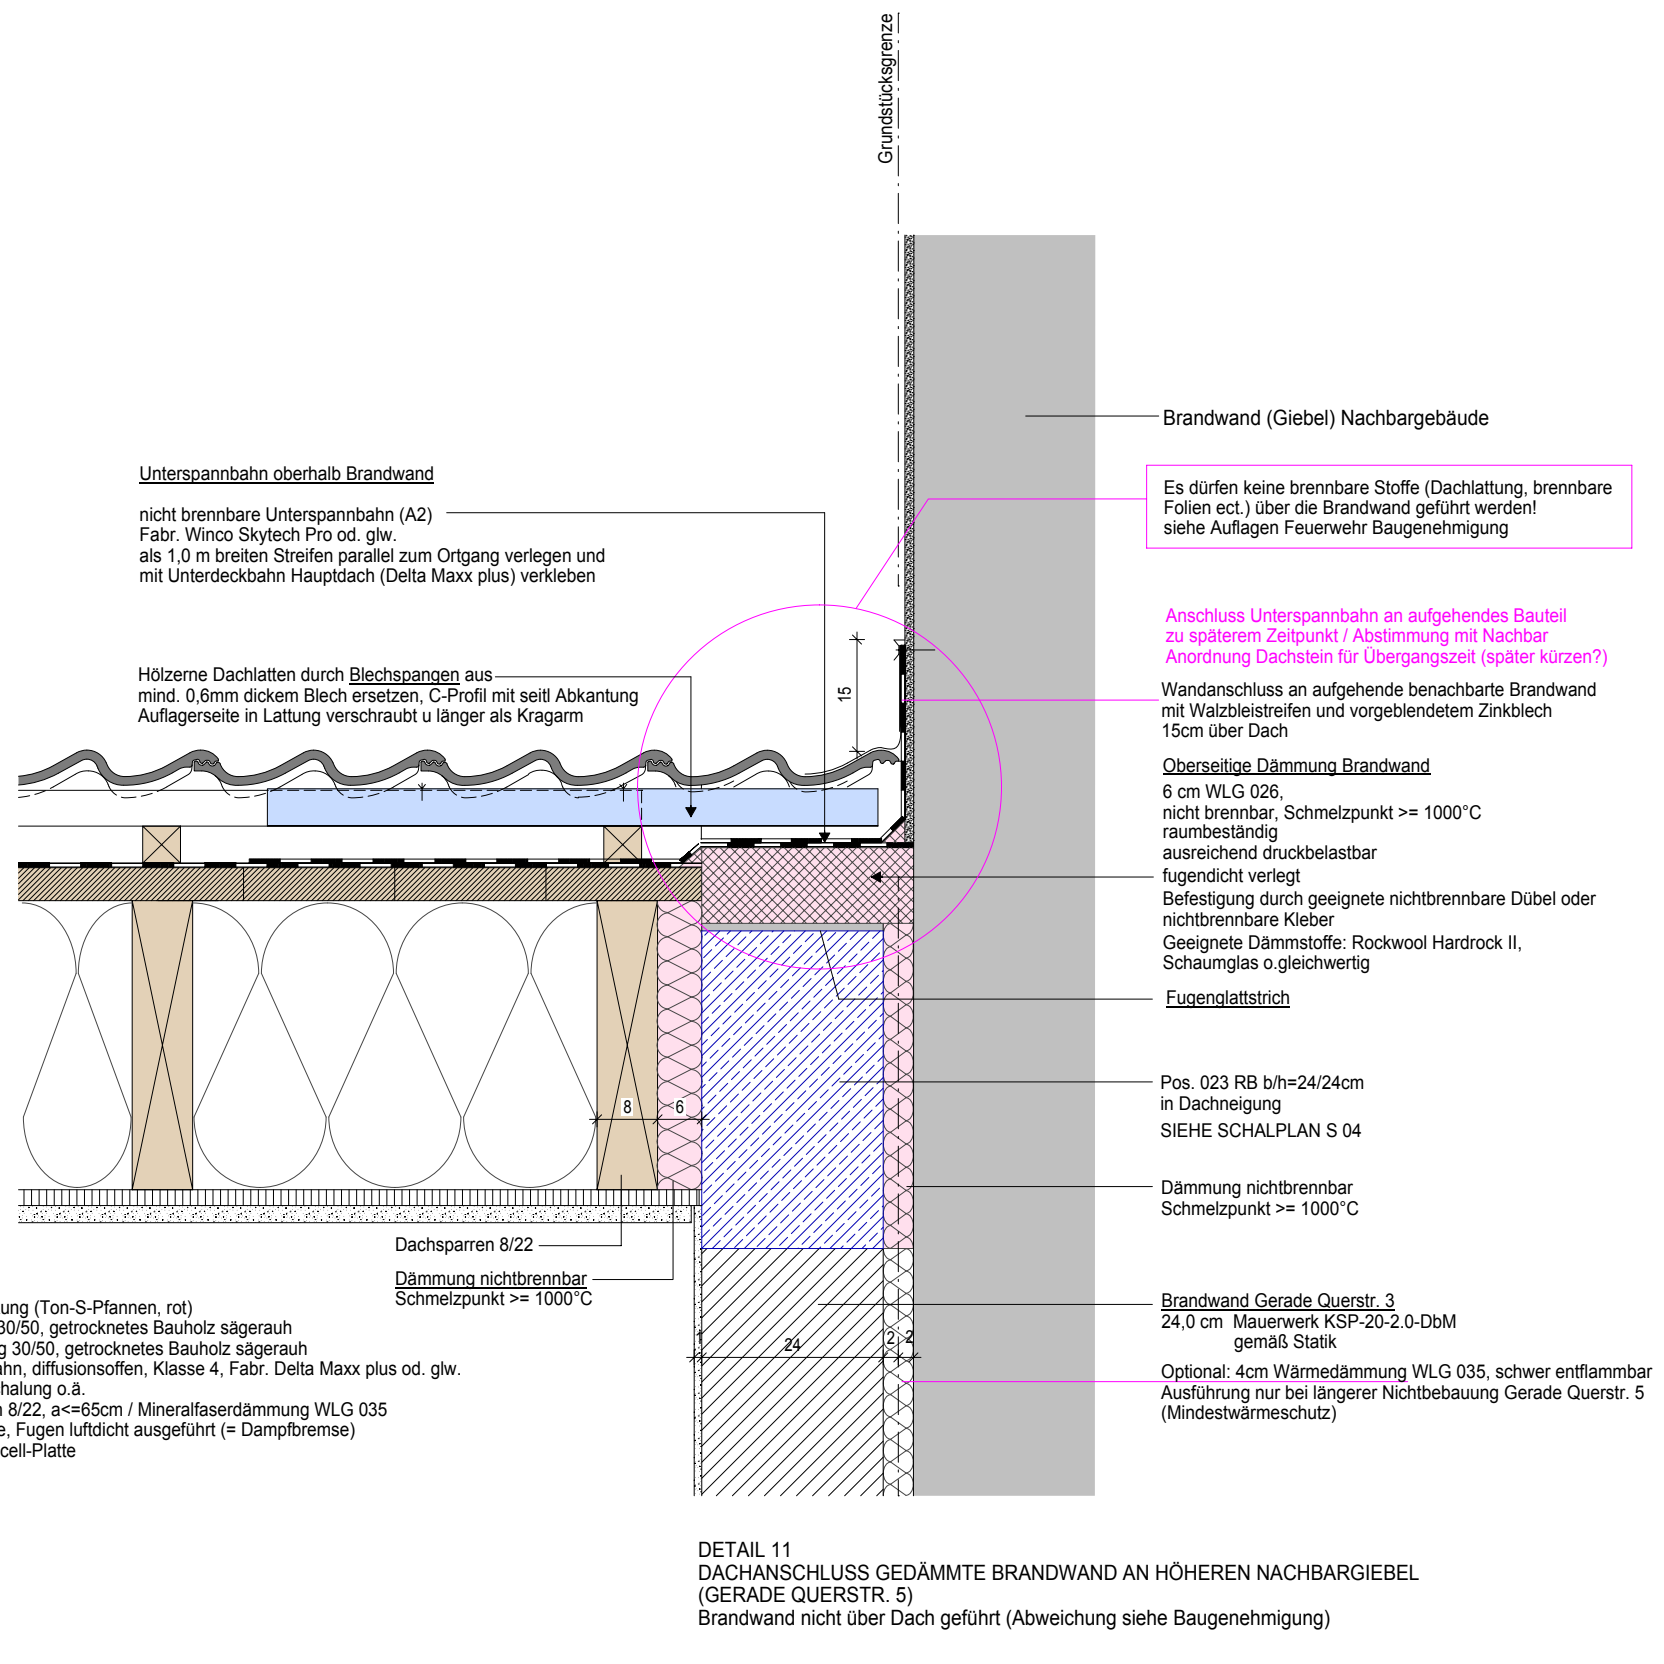 Grundstücksgrenze
Brandwand (Giebel) Nachbargebäude
Unterspannbahn oberhalb Brandwand
nicht brennbare Unterspannbahn (A2)
Fabr. Winco Skytech Pro od. glw.
als 1,0 m breiten Streifen parallel zum Ortgang verlegen und
mit Unterdeckbahn Hauptdach (Delta Maxx plus) verkleben
Es dürfen keine brennbare Stoffe (Dachlattung, brennbare
Folien ect.) über die Brandwand geführt werden!
siehe Auflagen Feuerwehr Baugenehmigung
Anschluss Unterspannbahn an aufgehendes Bauteil
zu späterem Zeitpunkt / Abstimmung mit Nachbar
Anordnung Dachstein für Übergangszeit (später kürzen?)
Hölzerne Dachlatten durch Blechspangen aus
mind. 0,6mm dickem Blech ersetzen, C-Profil mit seitl Abkantung
Auflagerseite in Lattung verschraubt u länger als Kragarm
15
Wandanschluss an aufgehende benachbarte Brandwand
mit Walzbleistreifen und vorgeblendetem Zinkblech
15cm über Dach
Oberseitige Dämmung Brandwand
6 cm WLG 026,
nicht brennbar, Schmelzpunkt >= 1000°C
raumbeständig
ausreichend druckbelastbar
fugendicht verlegt
Befestigung durch geeignete nichtbrennbare Dübel oder
nichtbrennbare Kleber
Geeignete Dämmstoffe: Rockwool Hardrock II,
Schaumglas o.gleichwertig
Fugenglattstrich
Pos. 023 RB b/h=24/24cm
in Dachneigung
SIEHE SCHALPLAN S 04
8
6
Dämmung nichtbrennbar
Schmelzpunkt >= 1000°C
Dachsparren 8/22
Dämmung nichtbrennbar
Schmelzpunkt >= 1000°C
ung (Ton-S-Pfannen, rot)
30/50, getrocknetes Bauholz sägerauh
g 30/50, getrocknetes Bauholz sägerauh
ahn, diffusionsoffen, Klasse 4, Fabr. Delta Maxx plus od. glw.
chalung o.ä.
n 8/22, a<=65cm / Mineralfaserdämmung WLG 035
e, Fugen luftdicht ausgeführt (= Dampfbremse)
cell-Platte
1
24
2
2
Brandwand Gerade Querstr. 3
24,0 cm Mauerwerk KSP-20-2.0-DbM
gemäß Statik
Optional: 4cm Wärmedämmung WLG 035, schwer entflammbar
Ausführung nur bei längerer Nichtbebauung Gerade Querstr. 5
(Mindestwärmeschutz)
DETAIL 11
DACHANSCHLUSS GEDÄMMTE BRANDWAND AN HÖHEREN NACHBARGIEBEL
(GERADE QUERSTR. 5)
Brandwand nicht über Dach geführt (Abweichung siehe Baugenehmigung)